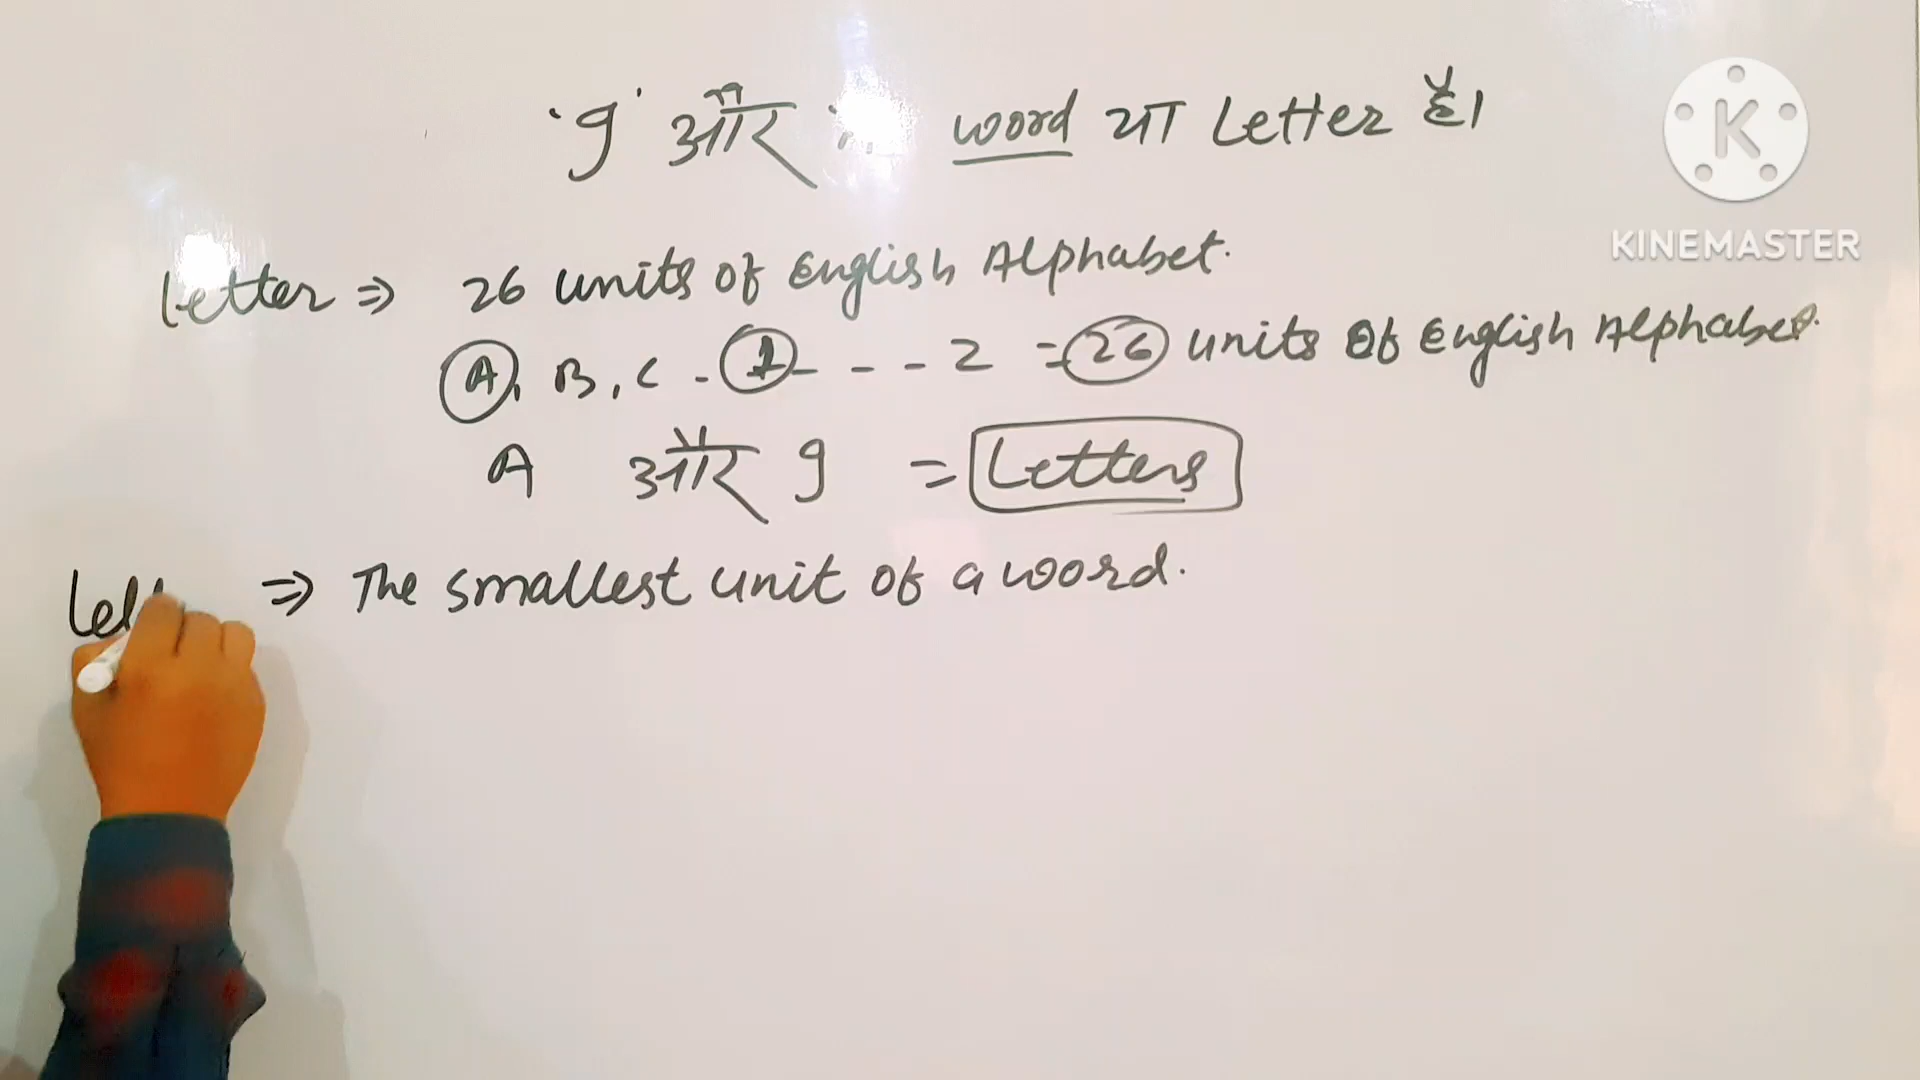 'I' और word या Letter हैं।
K
KINEMASTER
Letter ⇒ 26 units of English Alphabet.
A, B, C - I - - - Z = 26 units of English Alphabet.
A और I = Letters
⇒ The smallest unit of a word.